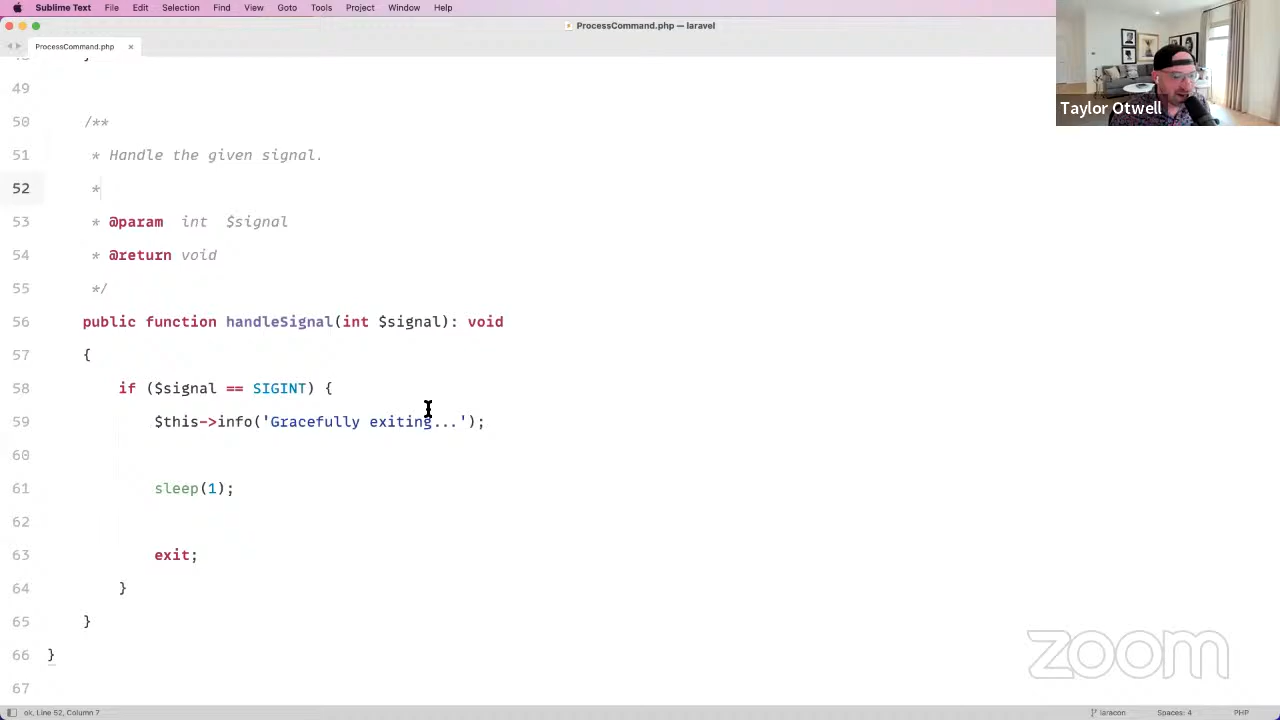 Sublime Text File Edit Selection Find View Goto Tools Project Window Help
ProcessCommand.php — laravel
ProcessCommand.php ×
Taylor Otwell
49
50 /**
51 * Handle the given signal.
52 *
53 * @param int $signal
54 * @return void
55 */
56 public function handleSignal(int $signal): void
57 {
58 if ($signal == SIGINT) {
59 $this->info('Gracefully exiting...');
60
61 sleep(1);
62
63 exit;
64 }
65 }
66 }
67
zoom
ok, Line 52, Column 7 laracon Spaces: 4 PHP